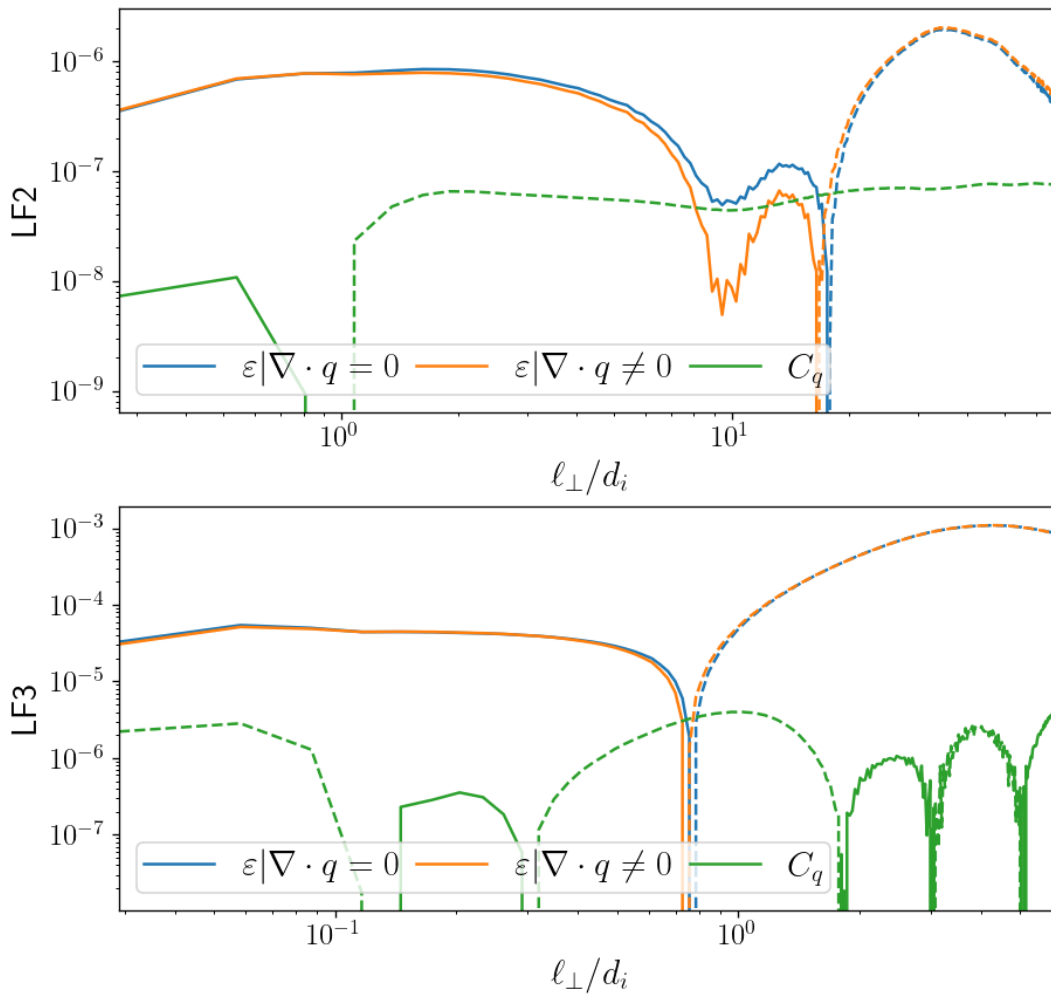 10^{-6}
10^{-7}
10^{-8}
10^{-9}
LF2
ε|∇ · q = 0 ε|∇ · q ≠ 0 C_q
10^0 10^1
ℓ_⊥/d_i
10^{-3}
10^{-4}
10^{-5}
10^{-6}
10^{-7}
LF3
ε|∇ · q = 0 ε|∇ · q ≠ 0 C_q
10^{-1} 10^0
ℓ_⊥/d_i